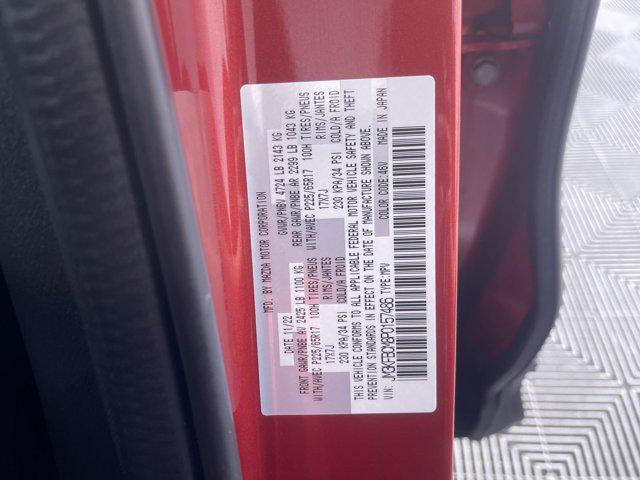 MFD. BY MAZDA MOTOR CORPORATION
DATE 11/22 GVWR/PNBV 4724 LB 2143 KG
FRONT GAWR/PNBE AV 2425 LB 1100 KG REAR GAWR/PNBE AR 2299 LB 1043 KG
WITH/AVEC P225/65R17 100H TIRES/PNEUS WITH/AVEC P225/65R17 100H TIRES/PNEUS
17X7J RIMS/JANTES 17X7J RIMS/JANTES
230 KPA/34 PSI COLD/A FROID 230 KPA/34 PSI COLD/A FROID
THIS VEHICLE CONFORMS TO ALL APPLICABLE FEDERAL MOTOR VEHICLE SAFETY AND THEFT
PREVENTION STANDARDS IN EFFECT ON THE DATE OF MANUFACTURE SHOWN ABOVE.
VIN: JM3KFBCM8P0157486 TYPE:MPV COLOR CODE:46V MADE IN JAPAN